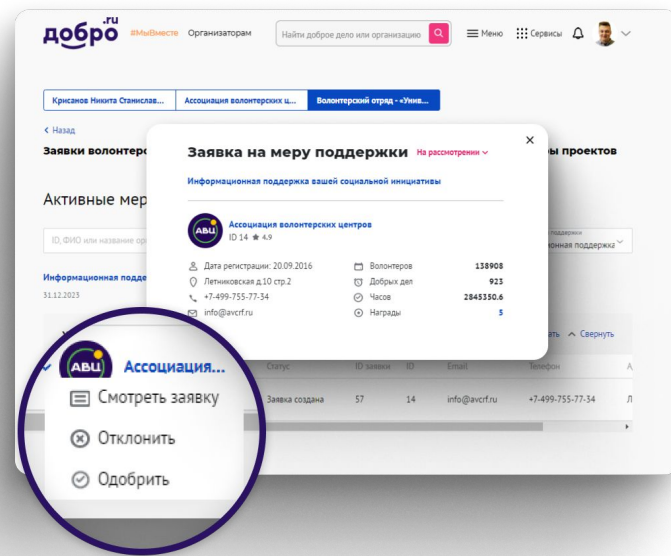 добро.ru
#МыВместе
Организаторам
Найти доброе дело или организацию
Меню
Сервисы
Крисанов Никита Станислав...
Ассоциация волонтерских ц...
Волонтерский отряд - «Унив...
Назад
Заявки волонтеро
ы проектов
Активные мер
ID, ФИО или название орг
поддержки
ионная поддержка
Информационная подде
31.12.2023
Заявка на меру поддержки
На рассмотрении
Информационная поддержка вашей социальной инициативы
АВЦ
Ассоциация волонтерских центров
ID 14 ★ 4.9
Дата регистрации: 20.09.2016
Волонтеров 138908
Летниковская д.10 стр.2
Добрых дел 923
+7-499-755-77-34
Часов 2845350.6
info@avcrf.ru
Награды 5
ать
Свернуть
Статус
ID заявки
ID
Email
Телефон
Заявка создана
57
14
info@avcrf.ru
+7-499-755-77-34
АВЦ
Ассоциация...
Смотреть заявку
Отклонить
Одобрить